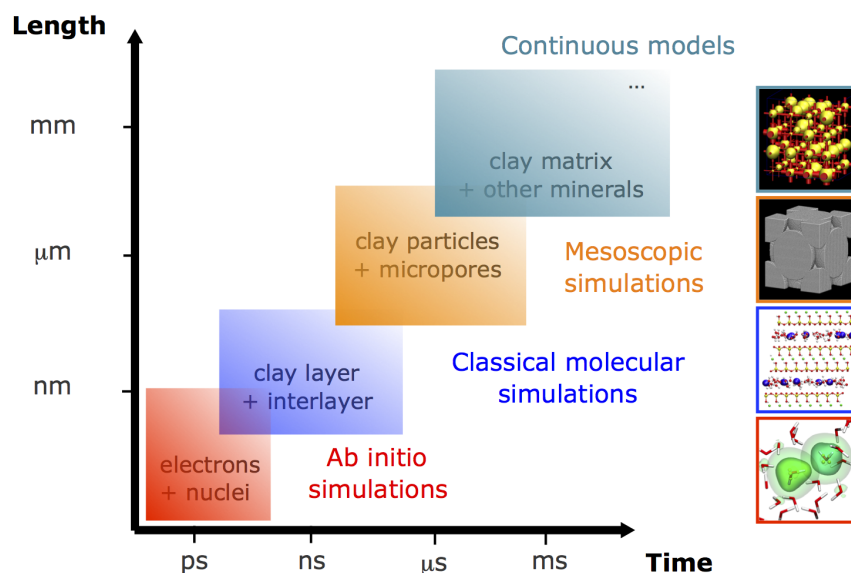 Length
Continuous models
...
mm
clay matrix
+ other minerals
μm
clay particles
+ micropores
Mesoscopic
simulations
nm
clay layer
+ interlayer
Classical molecular
simulations
electrons
+ nuclei
Ab initio
simulations
ps
ns
μs
ms
Time